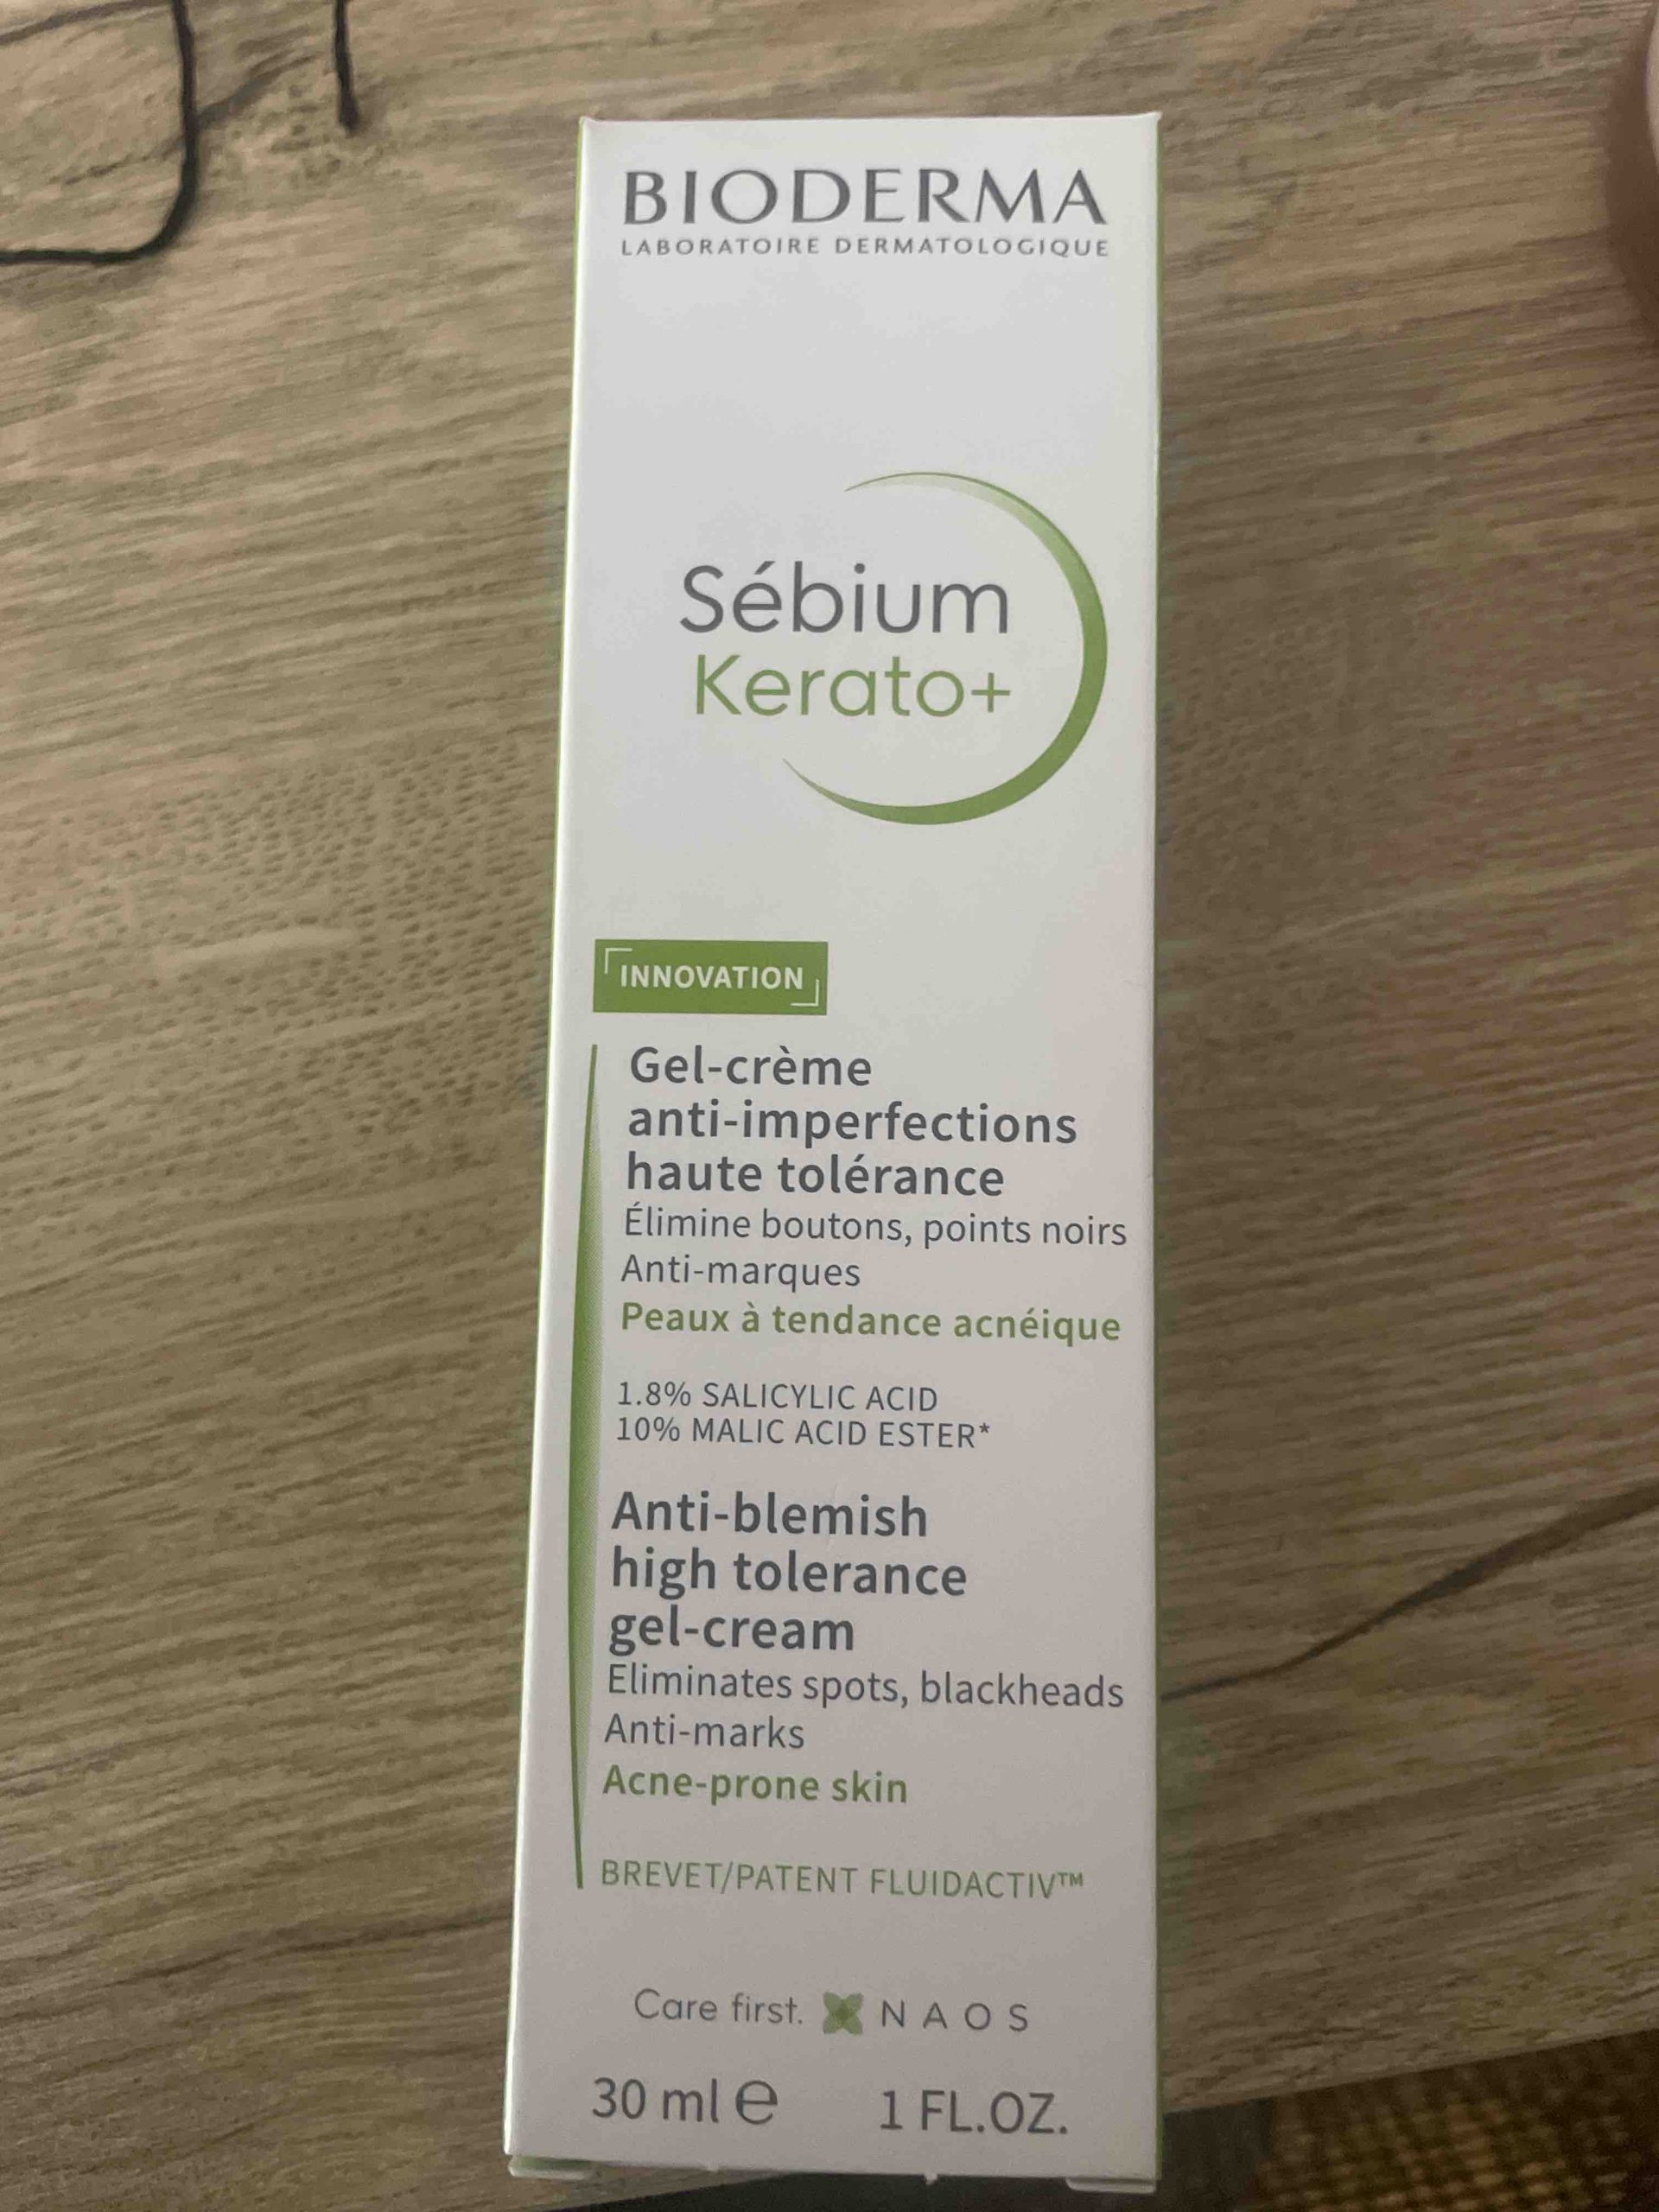 BIODERMA
LABORATOIRE DERMATOLOGIQUE
Sébium
Kerato+
INNOVATION
Gel-crème
anti-imperfections
haute tolérance
Élimine boutons, points noirs
Anti-marques
Peaux à tendance acnéique
1.8% SALICYLIC ACID
10% MALIC ACID ESTER*
Anti-blemish
high tolerance
gel-cream
Eliminates spots, blackheads
Anti-marks
Acne-prone skin
BREVET/PATENT FLUIDACTIV™
Care first. NAOS
30 ml e 1 FL.OZ.